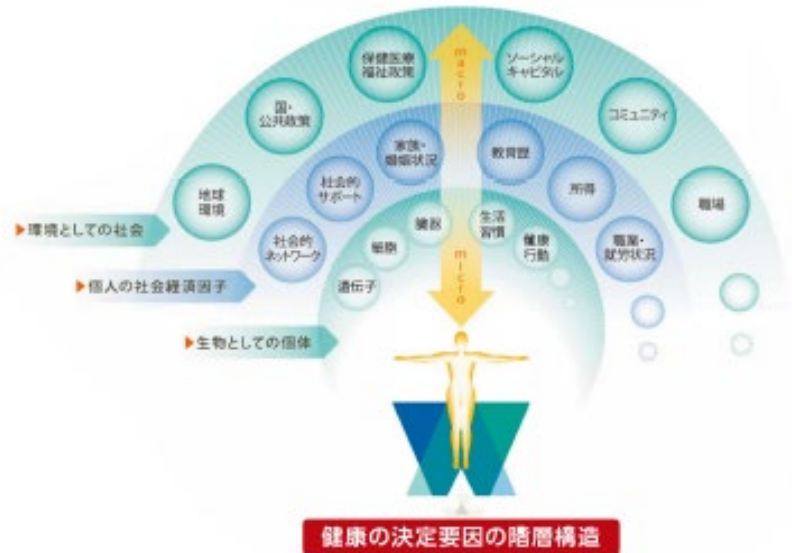 保健医療
福祉政策
ソーシャル
キャピタル
国・
公共政策
コミュニティ
地球
環境
職場
macro
家族・
婚姻状況
教育歴
社会的
サポート
所得
社会的
ネットワーク
職業・
就労状況
臓器
生活
習慣
細胞
健康
行動
遺伝子
micro
環境としての社会
個人の社会経済因子
生物としての個体
健康の決定要因の階層構造